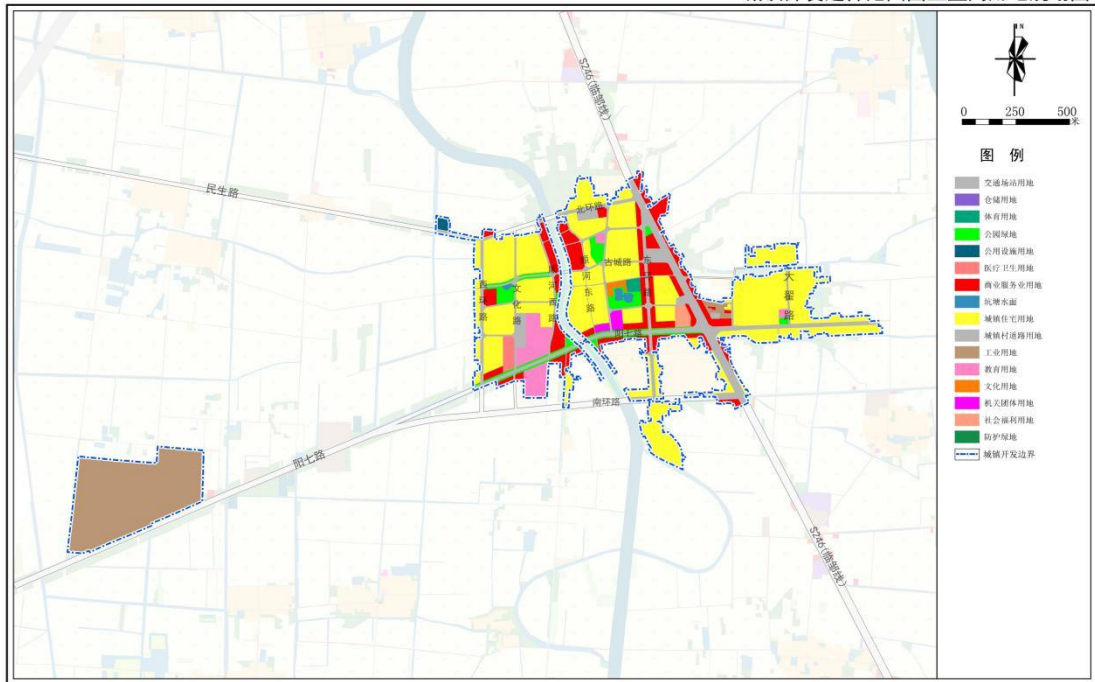 S246(临邹线)
民生路
北环路
古城路
东环路
大翟路
西环路
文化路
河西路
河东路
阳七路
南环路
阳七路
S246(临邹线)
N
0 250 500
米
图 例
交通场站用地
仓储用地
体育用地
公园绿地
公用设施用地
医疗卫生用地
商业服务业用地
坑塘水面
城镇住宅用地
城镇村道路用地
工业用地
教育用地
文化用地
机关团体用地
社会福利用地
防护绿地
城镇开发边界